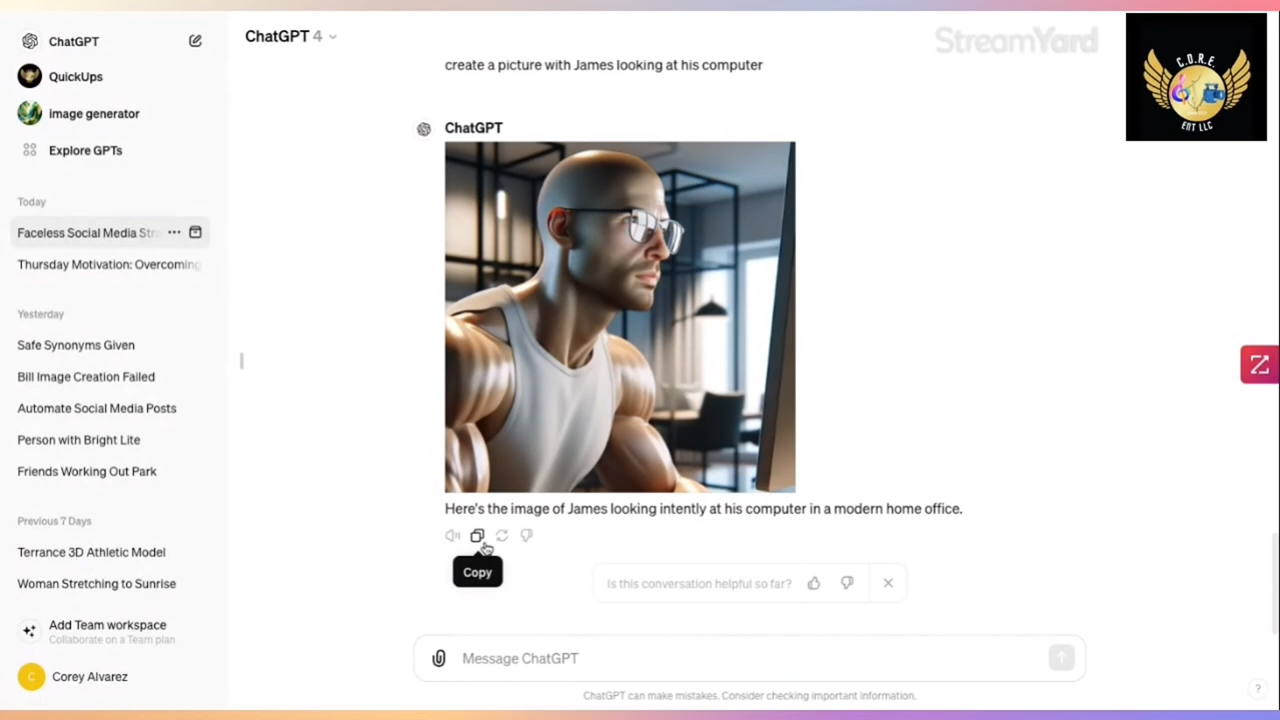 ChatGPT
QuickUps
image generator
Explore GPTs
Today
Faceless Social Media Str
Thursday Motivation: Overcoming
Yesterday
Safe Synonyms Given
Bill Image Creation Failed
Automate Social Media Posts
Person with Bright Lite
Friends Working Out Park
Previous 7 Days
Terrance 3D Athletic Model
Woman Stretching to Sunrise
Add Team workspace
Collaborate on a Team plan
C
Corey Alvarez
ChatGPT 4
StreamYard
C.O.R.E.
ENT LLC
create a picture with James looking at his computer
ChatGPT
Here's the image of James looking intently at his computer in a modern home office.
Copy
Is this conversation helpful so far?
Message ChatGPT
ChatGPT can make mistakes. Consider checking important information.
?